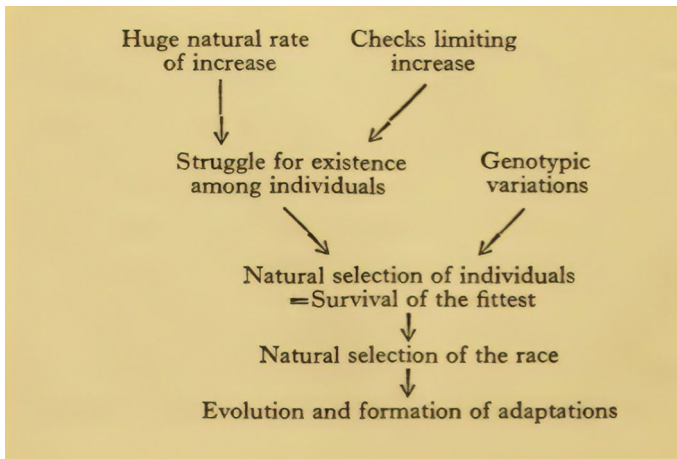 Huge natural rate
of increase
Checks limiting
increase
Struggle for existence
among individuals
Genotypic
variations
Natural selection of individuals
=Survival of the fittest
Natural selection of the race
Evolution and formation of adaptations